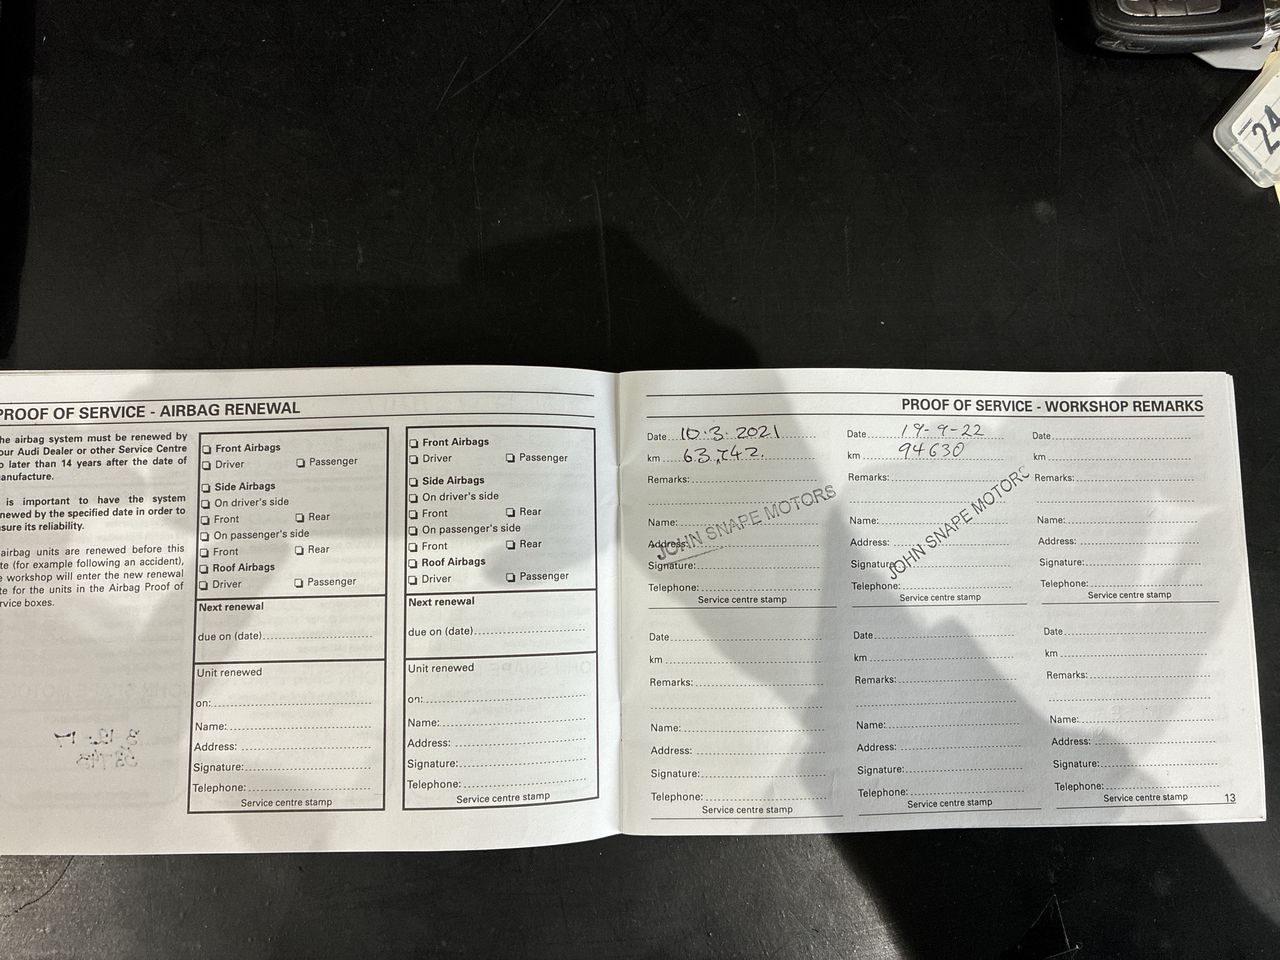 PROOF OF SERVICE - AIRBAG RENEWAL
he airbag system must be renewed by
our Audi Dealer or other Service Centre
o later than 14 years after the date of
anufacture.
is important to have the system
newed by the specified date in order to
sure its reliability.
airbag units are renewed before this
te (for example following an accident),
e workshop will enter the new renewal
te for the units in the Airbag Proof of
rvice boxes.
Front Airbags
Driver Passenger
Side Airbags
On driver's side
Front Rear
On passenger's side
Front Rear
Roof Airbags
Driver Passenger
Next renewal
due on (date)
Unit renewed
on:
Name:
Address:
Signature:
Telephone:
Service centre stamp
Front Airbags
Driver Passenger
Side Airbags
On driver's side
Front Rear
On passenger's side
Front Rear
Roof Airbags
Driver Passenger
Next renewal
due on (date)
Unit renewed
on:
Name:
Address:
Signature:
Telephone:
Service centre stamp
PROOF OF SERVICE - WORKSHOP REMARKS
Date 10.3.2021
km 63,742.
Remarks:
Name:
Address:
Signature:
Telephone:
Service centre stamp
JOHN SNAPE MOTORS
Date 19-9-22
km 94630
Remarks:
Name:
Address:
Signature:
Telephone:
Service centre stamp
JOHN SNAPE MOTORS
Date
km
Remarks:
Name:
Address:
Signature:
Telephone:
Service centre stamp
Date
km
Remarks:
Name:
Address:
Signature:
Telephone:
Service centre stamp
Date
km
Remarks:
Name:
Address:
Signature:
Telephone:
Service centre stamp
Date
km
Remarks:
Name:
Address:
Signature:
Telephone:
Service centre stamp
13
24